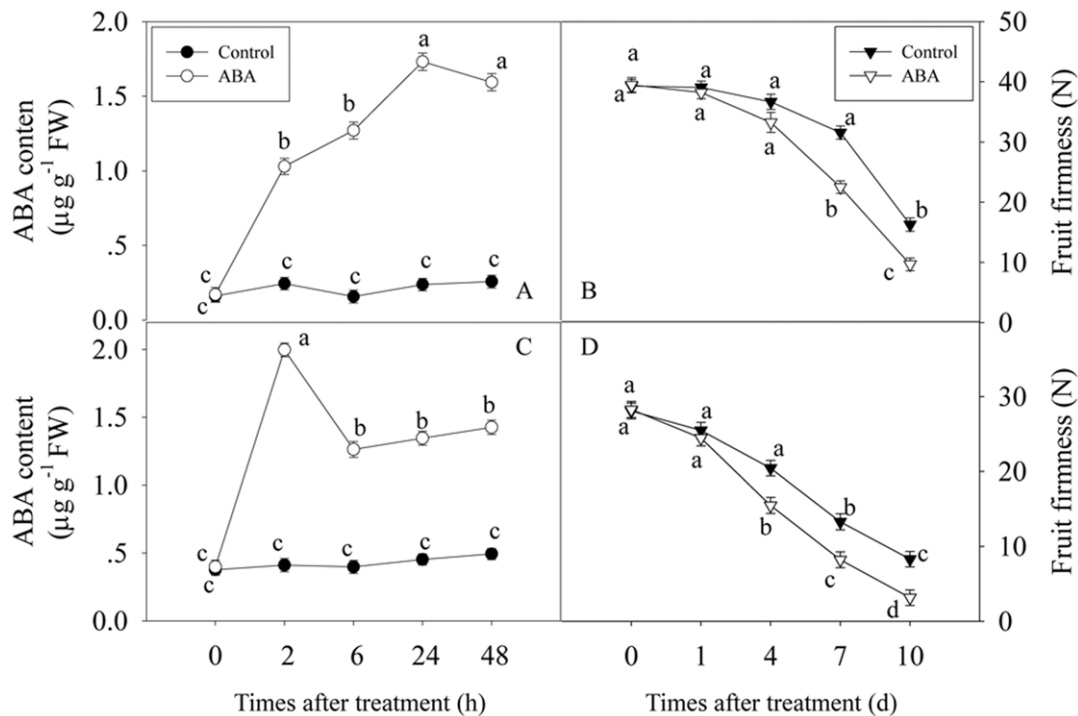 2.0
1.5
1.0
.5
0.0
ABA conten
(µg g-1 FW)
Control
ABA
c
c
b
b
a
a
c
c
c
c
A
Control
ABA
a
a
a
a
a
a
a
b
b
c
B
50
40
30
20
10
0
Fruit firmness (N)
2.0
1.5
1.0
.5
0.0
ABA content
(µg g-1 FW)
c
c
a
b
b
b
c
c
c
c
C
0
2
6
24
48
Times after treatment (h)
D
a
a
a
a
a
b
b
c
c
d
30
20
10
0
Fruit firmness (N)
0
1
4
7
10
Times after treatment (d)